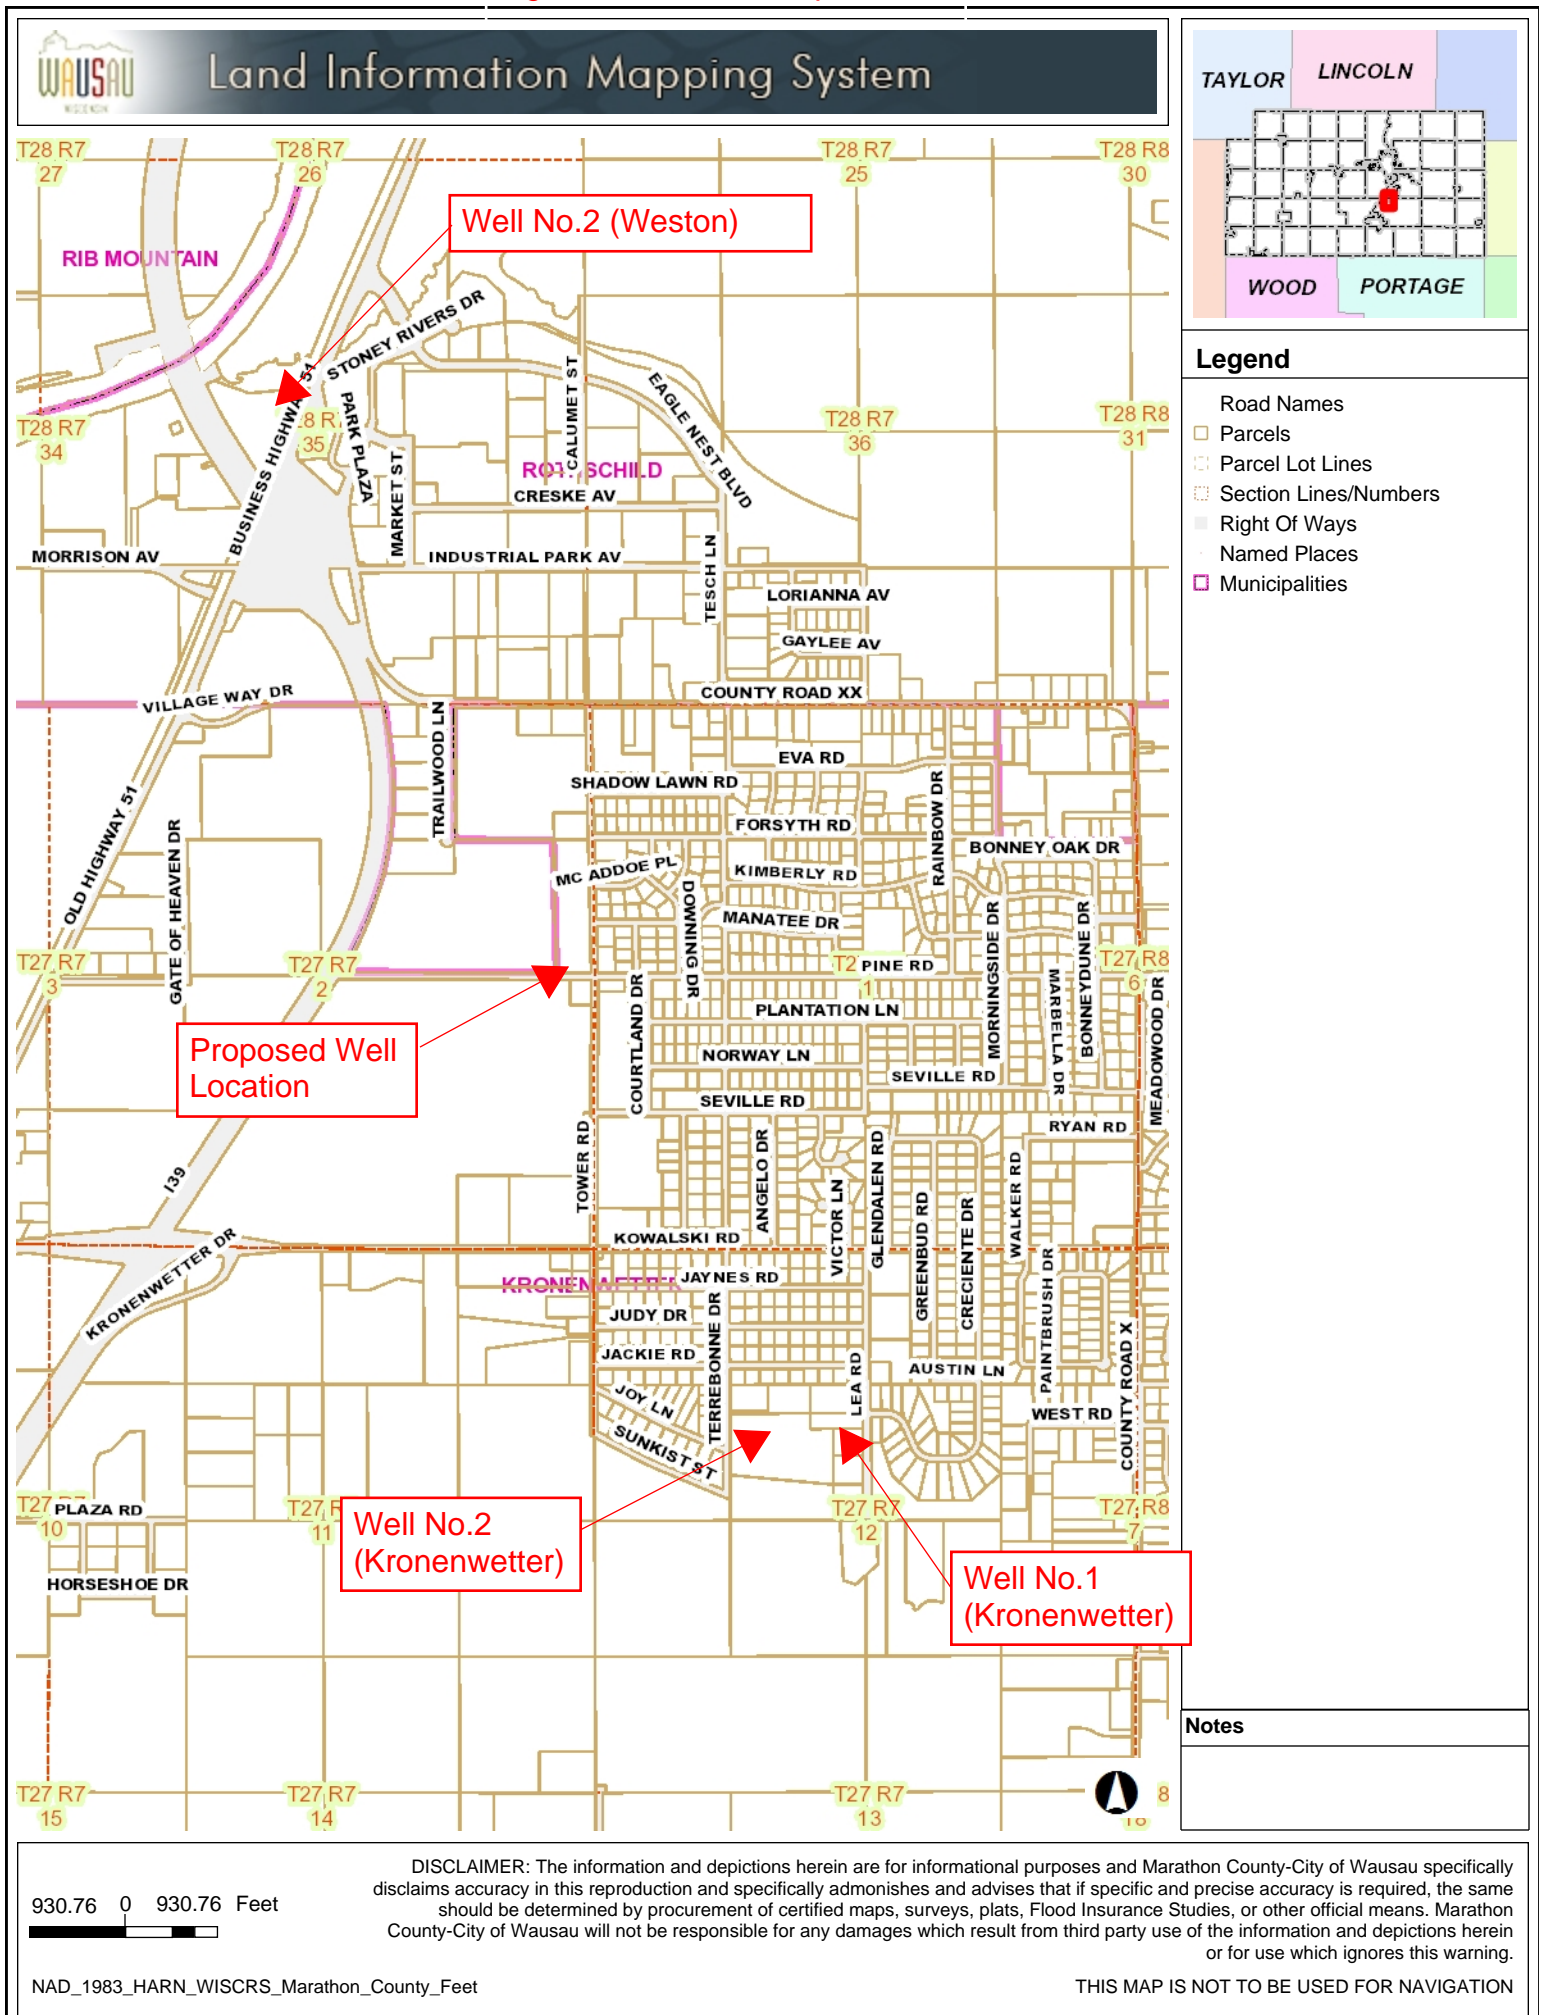 WAUSAU
Land Information Mapping System
TAYLOR
LINCOLN
WOOD
PORTAGE
Legend
Road Names
Parcels
Parcel Lot Lines
Section Lines/Numbers
Right Of Ways
Named Places
Municipalities
T28 R7
27
T28 R7
26
T28 R7
25
T28 R8
30
Well No.2 (Weston)
RIB MOUNTAIN
STONEY RIVERS DR
T28 R7
34
35
T28 R7
36
T28 R8
31
BUSINESS HIGHWAY 51
PARK PLAZA
MARKET ST
CALUMET ST
EAGLE NEST BLVD
ROTHSCHILD
CRESKE AV
MORRISON AV
INDUSTRIAL PARK AV
TESCH LN
LORIANNA AV
GAYLEE AV
COUNTY ROAD XX
VILLAGE WAY DR
TRAILWOOD LN
EVA RD
SHADOW LAWN RD
RAINBOW DR
FORSYTH RD
BONNEY OAK DR
OLD HIGHWAY 51
GATE OF HEAVEN DR
MC ADDOE PL
KIMBERLY RD
DOWNING DR
MANATEE DR
MORNINGSIDE DR
BONNEYDUNE DR
T27 R7
3
T27 R7
2
PINE RD
1
T27 R8
6
COURTLAND DR
PLANTATION LN
MARBELLA DR
MEADOWOOD DR
Proposed Well
Location
NORWAY LN
SEVILLE RD
SEVILLE RD
TOWER RD
ANGELO DR
VICTOR LN
GLENDALEN RD
RYAN RD
WALKER RD
GREENBUD RD
CRECIENTE DR
I39
KRONENWETTER DR
KOWALSKI RD
KRONENWETTER
JAYNES RD
JUDY DR
JACKIE RD
TERREBONNE DR
PAINTBRUSH DR
COUNTY ROAD X
LEA RD
AUSTIN LN
JOY LN
SUNKIST ST
WEST RD
T27 R7
10
PLAZA RD
11
T27 R7
12
T27 R8
7
HORSESHOE DR
Well No.2
(Kronenwetter)
Well No.1
(Kronenwetter)
Notes
T27 R7
15
T27 R7
14
T27 R7
13
8
930.76 0 930.76 Feet
DISCLAIMER: The information and depictions herein are for informational purposes and Marathon County-City of Wausau specifically
disclaims accuracy in this reproduction and specifically admonishes and advises that if specific and precise accuracy is required, the same
should be determined by procurement of certified maps, surveys, plats, Flood Insurance Studies, or other official means. Marathon
County-City of Wausau will not be responsible for any damages which result from third party use of the information and depictions herein
or for use which ignores this warning.
NAD_1983_HARN_WISCRS_Marathon_County_Feet
THIS MAP IS NOT TO BE USED FOR NAVIGATION